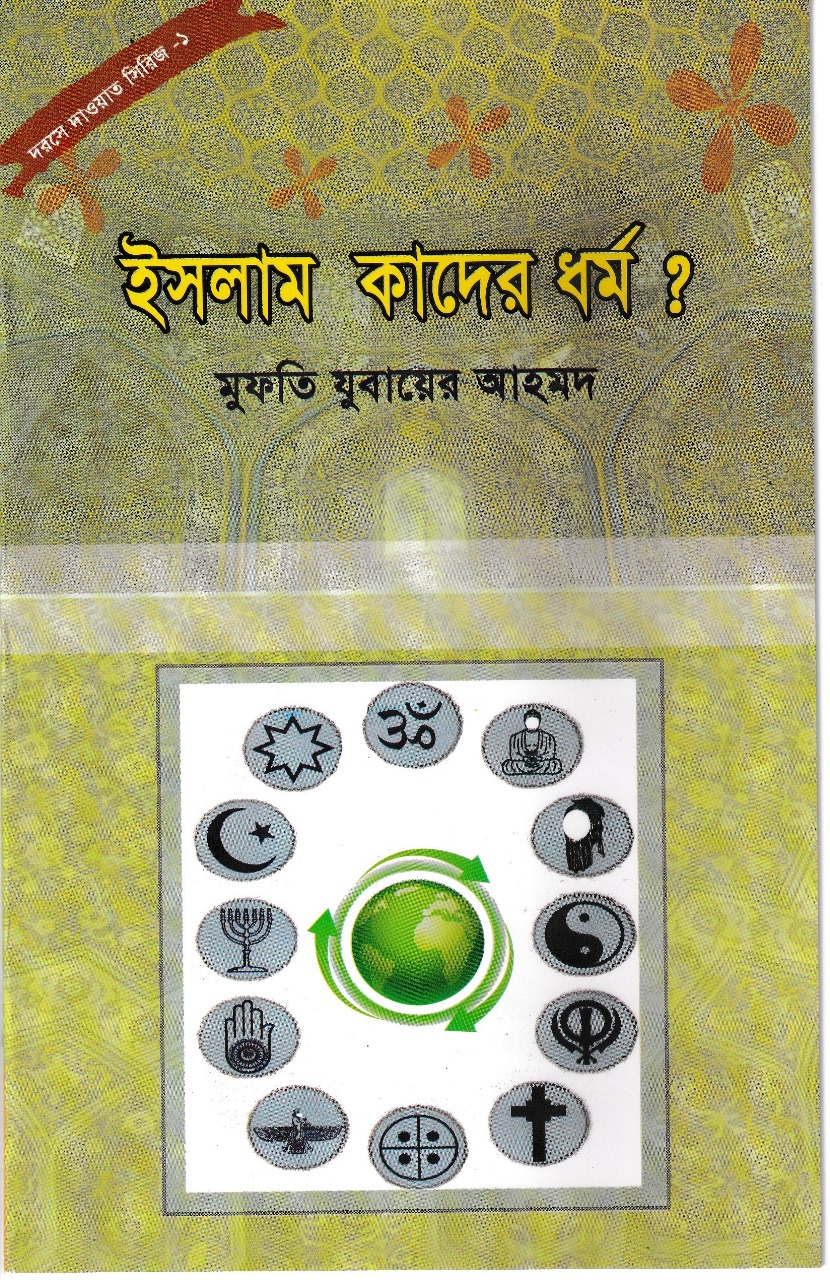 দরসে দাওয়াত সিরিজ -১
ইসলাম কাদের ধর্ম ?
মুফতি যুবায়ের আহমদ